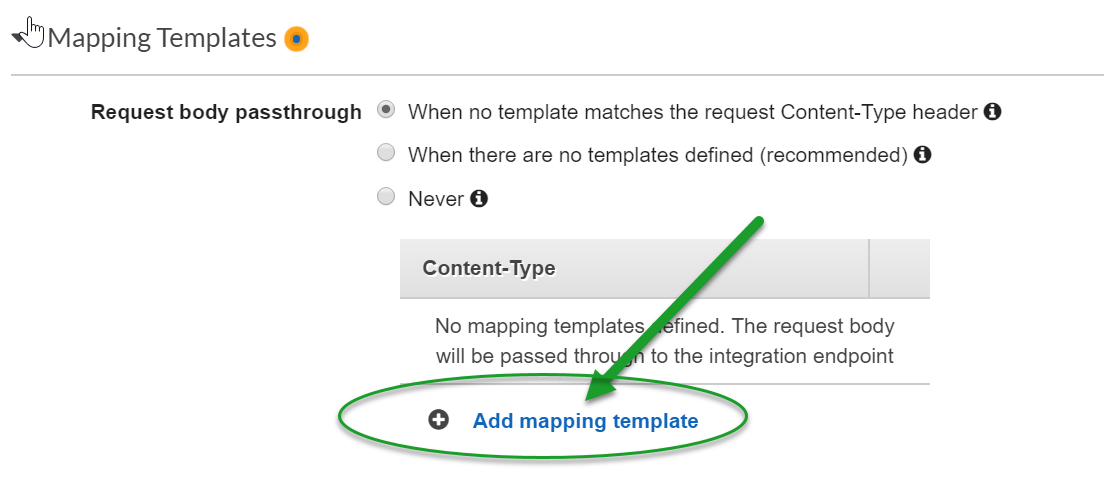 Mapping Templates
Request body passthrough
When no template matches the request Content-Type header
When there are no templates defined (recommended)
Never
Content-Type
No mapping templates defined. The request body
will be passed through to the integration endpoint
Add mapping template